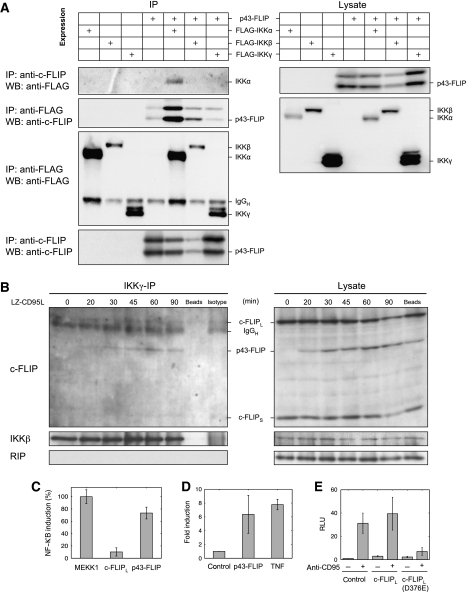 A
Expression
IP
Lysate
+ + + + p43-FLIP + + + +
+ + FLAG-IKKα + +
+ + FLAG-IKKβ + +
+ + FLAG-IKKγ + +
IP: anti-c-FLIP
WB: anti-FLAG
IKKα
p43-FLIP
IP: anti-FLAG
WB: anti-c-FLIP
p43-FLIP
IKKβ
IKKα
IKKγ
IP: anti-FLAG
WB: anti-FLAG
IKKβ
IKKα
IgGH
IKKγ
IP: anti-c-FLIP
WB: anti-c-FLIP
p43-FLIP
B
IKKγ-IP
Lysate
LZ-CD95L 0 20 30 45 60 90 Beads Isotype (min) 0 20 30 45 60 90 Beads
c-FLIP
c-FLIPL
IgGH
p43-FLIP
c-FLIPS
IKKβ
RIP
C
NF-κB induction (%)
120
100
80
60
40
20
0
MEKK1 c-FLIPL p43-FLIP
D
Fold induction
10
8
6
4
2
0
Control p43-FLIP TNF
E
RLU
60
50
40
30
20
10
0
Anti-CD95 – + – + – +
Control c-FLIPL c-FLIPL
(D376E)